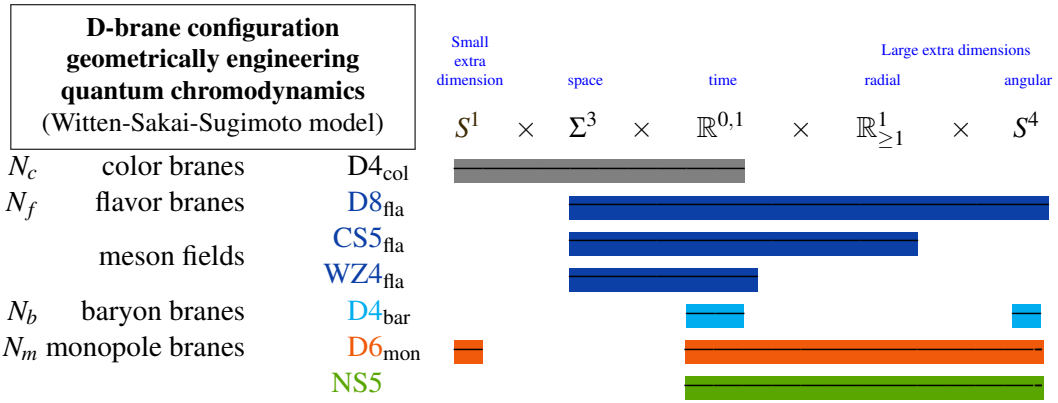 D-brane configuration
geometrically engineering
quantum chromodynamics
(Witten-Sakai-Sugimoto model)
Small
extra
dimension
space
time
Large extra dimensions
radial
angular
S¹ × Σ³ × ℝ⁰,¹ × ℝ¹≥1 × S⁴
N_c color branes D4_col
N_f flavor branes D8_fla
meson fields
CS5_fla
WZ4_fla
N_b baryon branes D4_bar
N_m monopole branes D6_mon
NS5